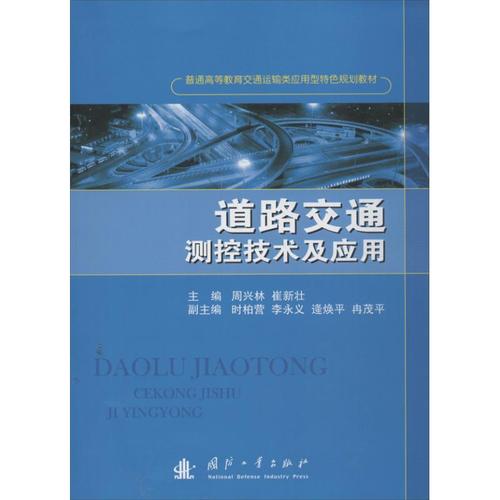 普通高等教育交通运输类应用型特色规划教材
道路交通
测控技术及应用
主 编 周兴林 崔新壮
副主编 时柏营 李永义 逄焕平 冉茂平
DAOLU JIAOTONG
CEKONG JISHU
JI YINGYONG
国防工业出版社
National Defense Industry Press